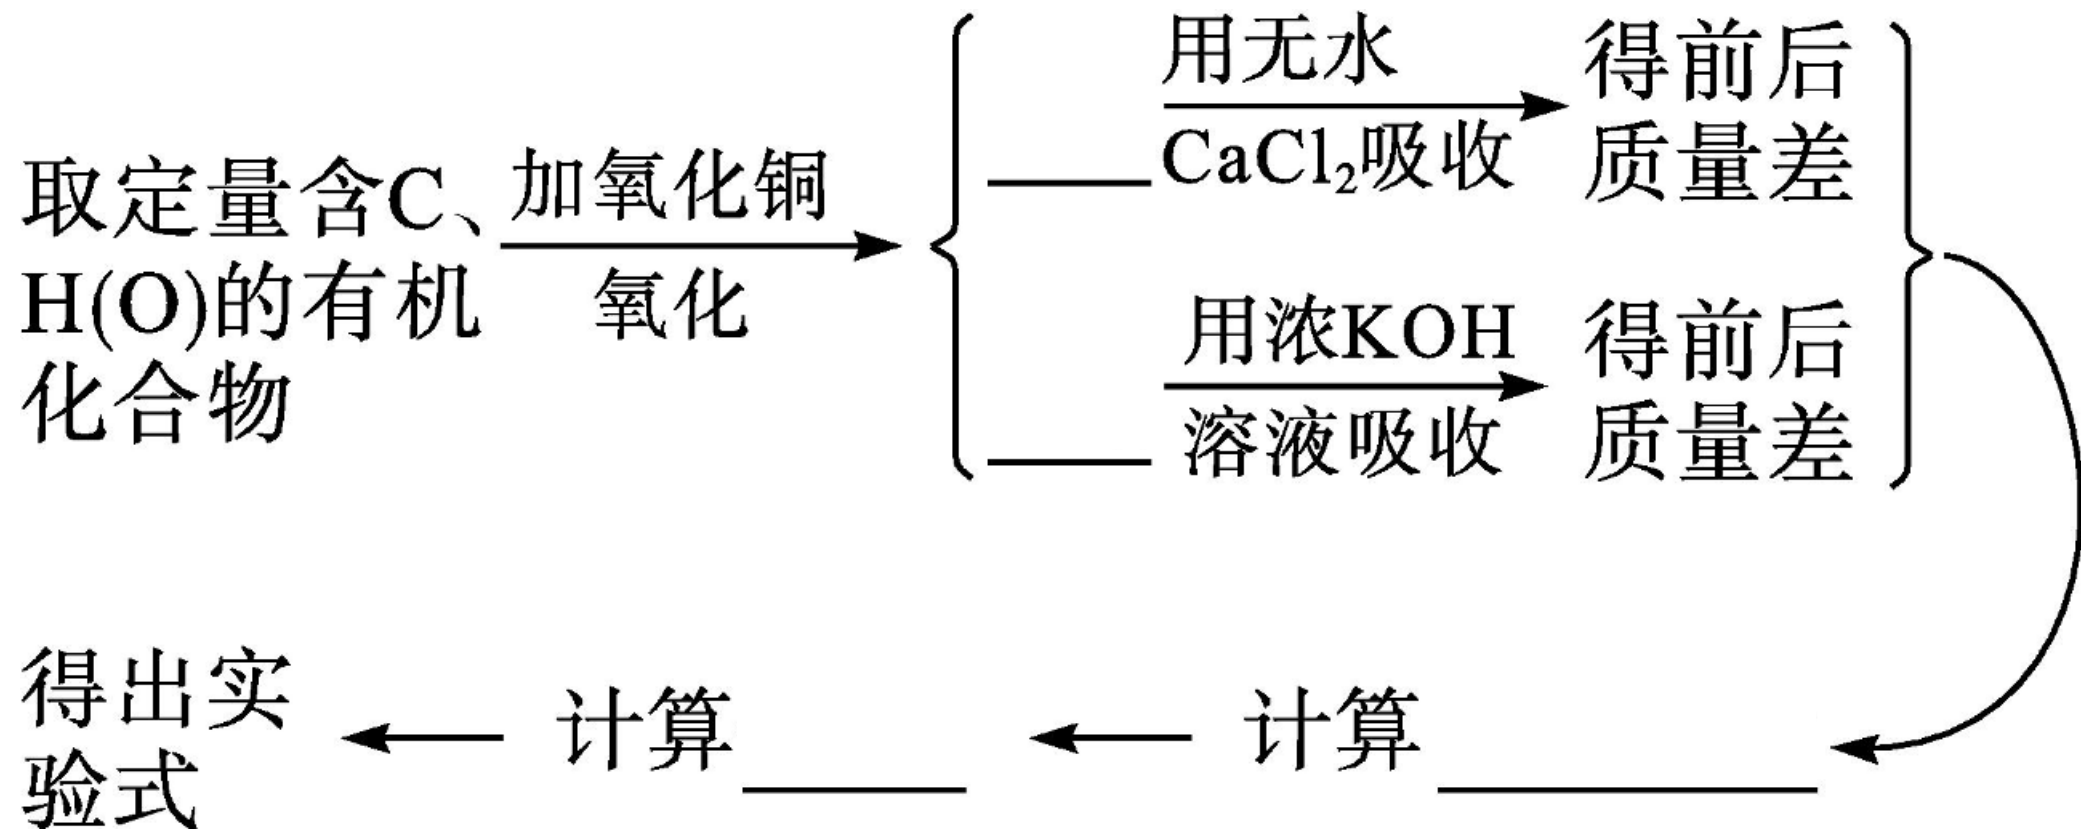 取定量含C、
H(O)的有机
化合物
加氧化铜
氧化
用无水
CaCl₂吸收
得前后
质量差
用浓KOH
溶液吸收
得前后
质量差
计算
计算
得出实
验式